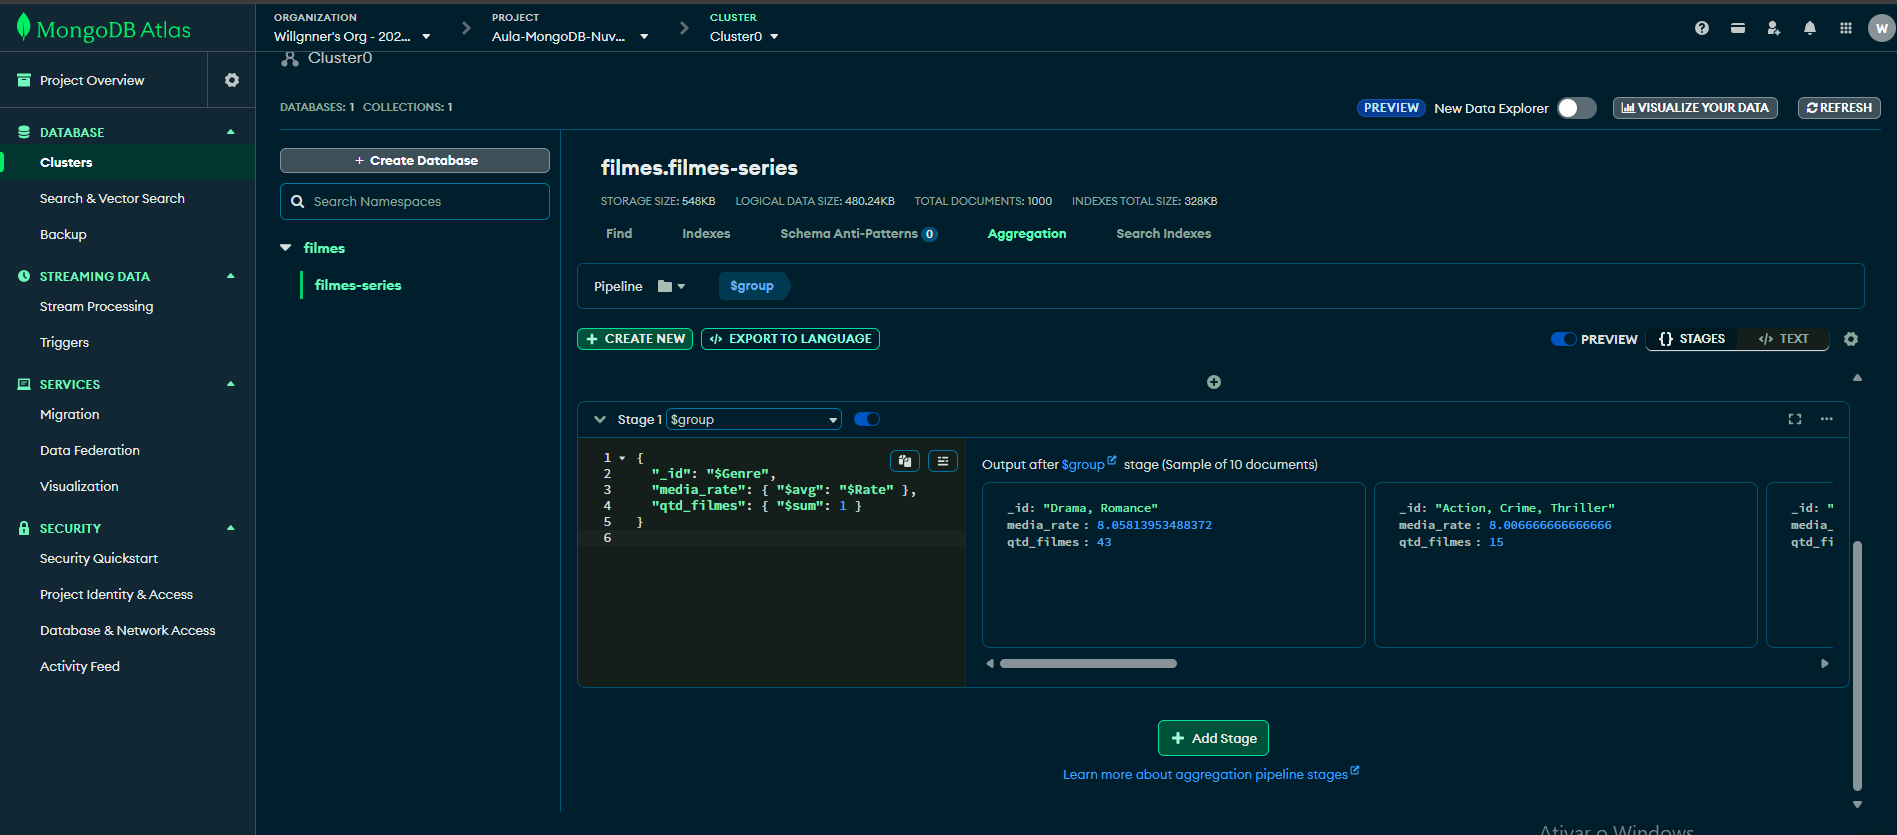 MongoDB Atlas
ORGANIZATION
Willgnner's Org - 202...
PROJECT
Aula-MongoDB-Nuv...
CLUSTER
Cluster0
W
Project Overview
DATABASE
Clusters
Search & Vector Search
Backup
STREAMING DATA
Stream Processing
Triggers
SERVICES
Migration
Data Federation
Visualization
SECURITY
Security Quickstart
Project Identity & Access
Database & Network Access
Activity Feed
Cluster0
DATABASES: 1 COLLECTIONS: 1
PREVIEW New Data Explorer
VISUALIZE YOUR DATA
REFRESH
+ Create Database
Search Namespaces
filmes
filmes-series
filmes.filmes-series
STORAGE SIZE: 548KB LOGICAL DATA SIZE: 480.24KB TOTAL DOCUMENTS: 1000 INDEXES TOTAL SIZE: 328KB
Find Indexes Schema Anti-Patterns 0 Aggregation Search Indexes
Pipeline $group
+ CREATE NEW </> EXPORT TO LANGUAGE
PREVIEW {} STAGES </> TEXT
Stage 1 $group
1 {
2 "_id": "$Genre",
3 "media_rate": { "$avg": "$Rate" },
4 "qtd_filmes": { "$sum": 1 }
5 }
6
Output after $group stage (Sample of 10 documents)
_id: "Drama, Romance"
media_rate : 8.05813953488372
qtd_filmes : 43
_id: "Action, Crime, Thriller"
media_rate : 8.006666666666666
qtd_filmes : 15
_id: "
media_
qtd_fi
+ Add Stage
Learn more about aggregation pipeline stages
Ativar o Windows